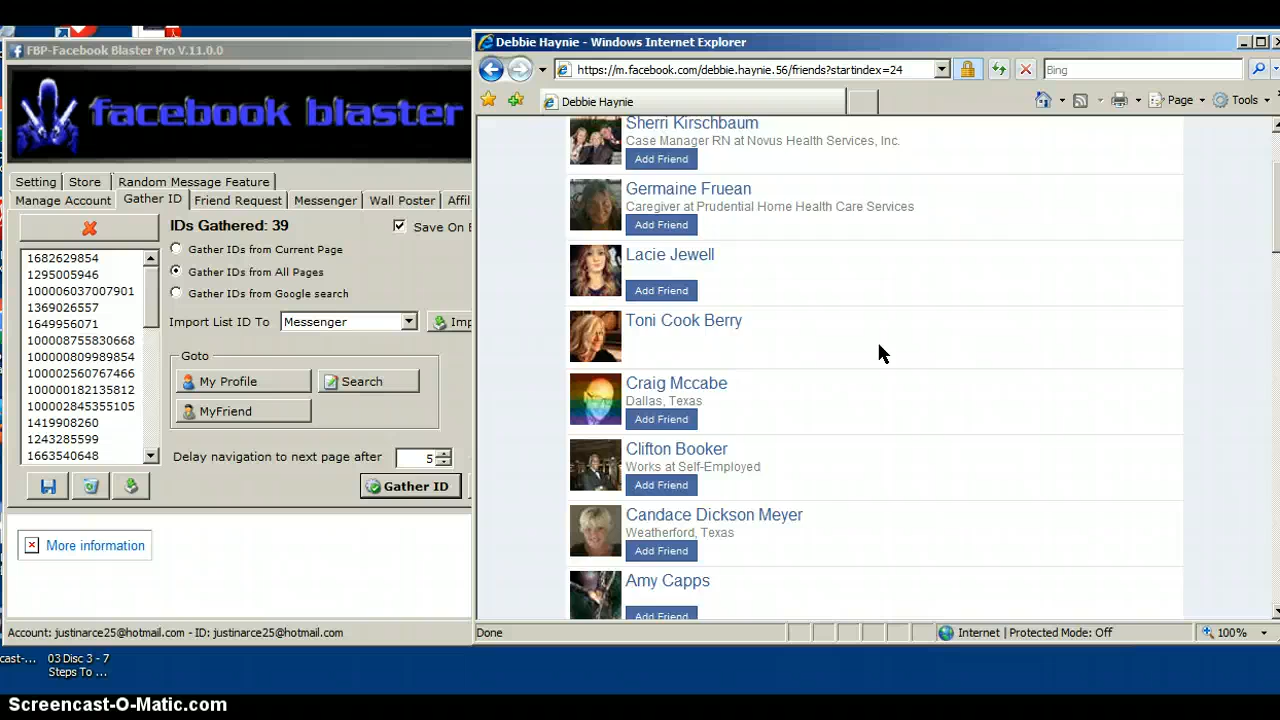 FBP-Facebook Blaster Pro V.11.0.0
facebook blaster
Setting
Store
Random Message Feature
Manage Account
Gather ID
Friend Request
Messenger
Wall Poster
Affil
IDs Gathered: 39
Save On E
1682629854
1295005946
100006037007901
1369026557
1649956071
100008755830668
100000809989854
100002560767466
100000182135812
100002845355105
1419908260
1243285599
1663540648
Gather IDs from Current Page
Gather IDs from All Pages
Gather IDs from Google search
Import List ID To
Messenger
Imp
Goto
My Profile
Search
MyFriend
Delay navigation to next page after
5
Gather ID
More information
Account: justinarce25@hotmail.com - ID: justinarce25@hotmail.com
Debbie Haynie - Windows Internet Explorer
https://m.facebook.com/debbie.haynie.56/friends?startindex=24
Bing
Debbie Haynie
Page
Tools
Sherri Kirschbaum
Case Manager RN at Novus Health Services, Inc.
Add Friend
Germaine Fruean
Caregiver at Prudential Home Health Care Services
Add Friend
Lacie Jewell
Add Friend
Toni Cook Berry
Craig Mccabe
Dallas, Texas
Add Friend
Clifton Booker
Works at Self-Employed
Add Friend
Candace Dickson Meyer
Weatherford, Texas
Add Friend
Amy Capps
Add Friend
Done
Internet | Protected Mode: Off
100%
cast-...
03 Disc 3 - 7
Steps To ...
Screencast-O-Matic.com